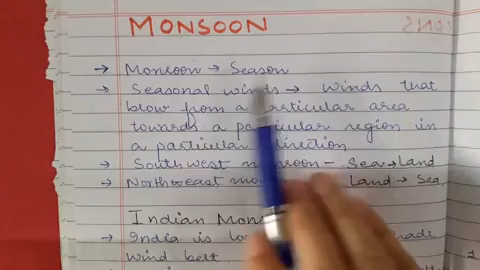 MONSOON
→ Monsoon → Season
→ Seasonal winds → winds that
blow from a particular area
towards a particular region in
a particular direction
→ Southwest monsoon – Sea → Land
→ Northeast Land → Sea
Indian
→ India is
wind belt